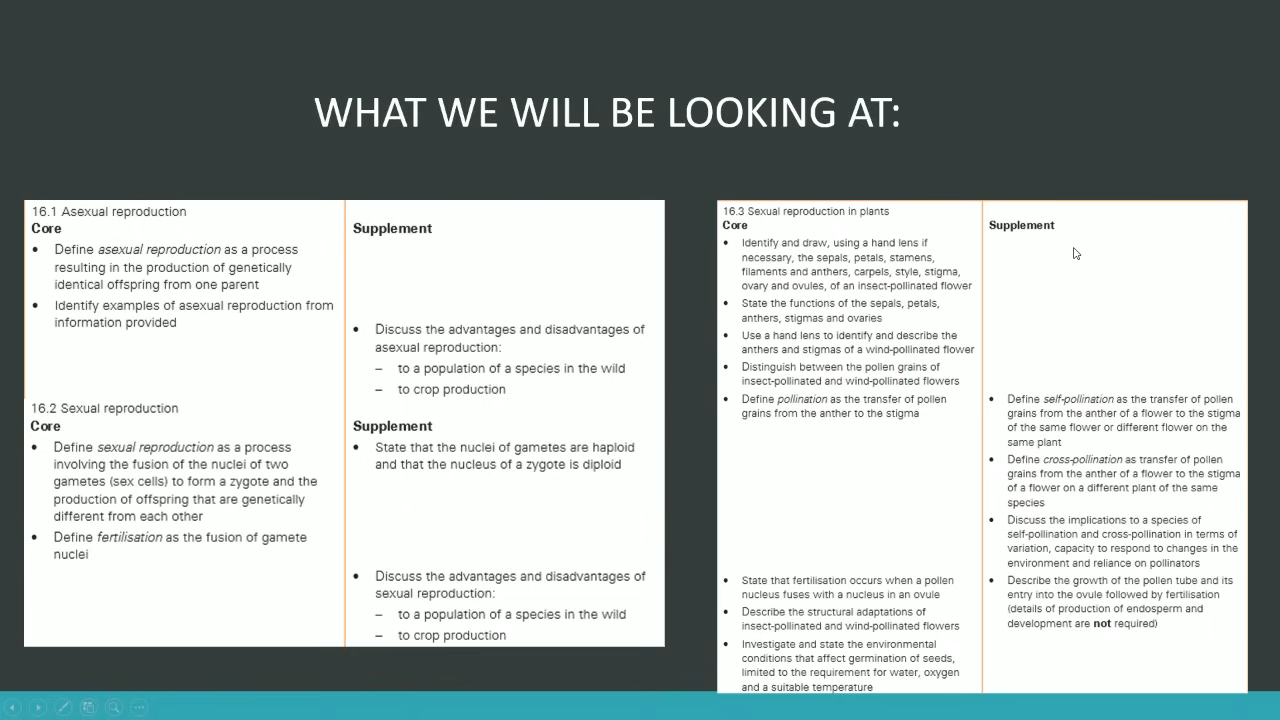 WHAT WE WILL BE LOOKING AT:
16.1 Asexual reproduction
Core
• Define asexual reproduction as a process
resulting in the production of genetically
identical offspring from one parent
• Identify examples of asexual reproduction from
information provided
Supplement
• Discuss the advantages and disadvantages of
asexual reproduction:
– to a population of a species in the wild
– to crop production
16.2 Sexual reproduction
Core
• Define sexual reproduction as a process
involving the fusion of the nuclei of two
gametes (sex cells) to form a zygote and the
production of offspring that are genetically
different from each other
• Define fertilisation as the fusion of gamete
nuclei
Supplement
• State that the nuclei of gametes are haploid
and that the nucleus of a zygote is diploid
• Discuss the advantages and disadvantages of
sexual reproduction:
– to a population of a species in the wild
– to crop production
16.3 Sexual reproduction in plants
Core
• Identify and draw, using a hand lens if
necessary, the sepals, petals, stamens,
filaments and anthers, carpels, style, stigma,
ovary and ovules, of an insect-pollinated flower
• State the functions of the sepals, petals,
anthers, stigmas and ovaries
• Use a hand lens to identify and describe the
anthers and stigmas of a wind-pollinated flower
• Distinguish between the pollen grains of
insect-pollinated and wind-pollinated flowers
• Define pollination as the transfer of pollen
grains from the anther to the stigma
• State that fertilisation occurs when a pollen
nucleus fuses with a nucleus in an ovule
• Describe the structural adaptations of
insect-pollinated and wind-pollinated flowers
• Investigate and state the environmental
conditions that affect germination of seeds,
limited to the requirement for water, oxygen
and a suitable temperature
Supplement
• Define self-pollination as the transfer of pollen
grains from the anther of a flower to the stigma
of the same flower or different flower on the
same plant
• Define cross-pollination as transfer of pollen
grains from the anther of a flower to the stigma
of a flower on a different plant of the same
species
• Discuss the implications to a species of
self-pollination and cross-pollination in terms of
variation, capacity to respond to changes in the
environment and reliance on pollinators
• Describe the growth of the pollen tube and its
entry into the ovule followed by fertilisation
(details of production of endosperm and
development are not required)